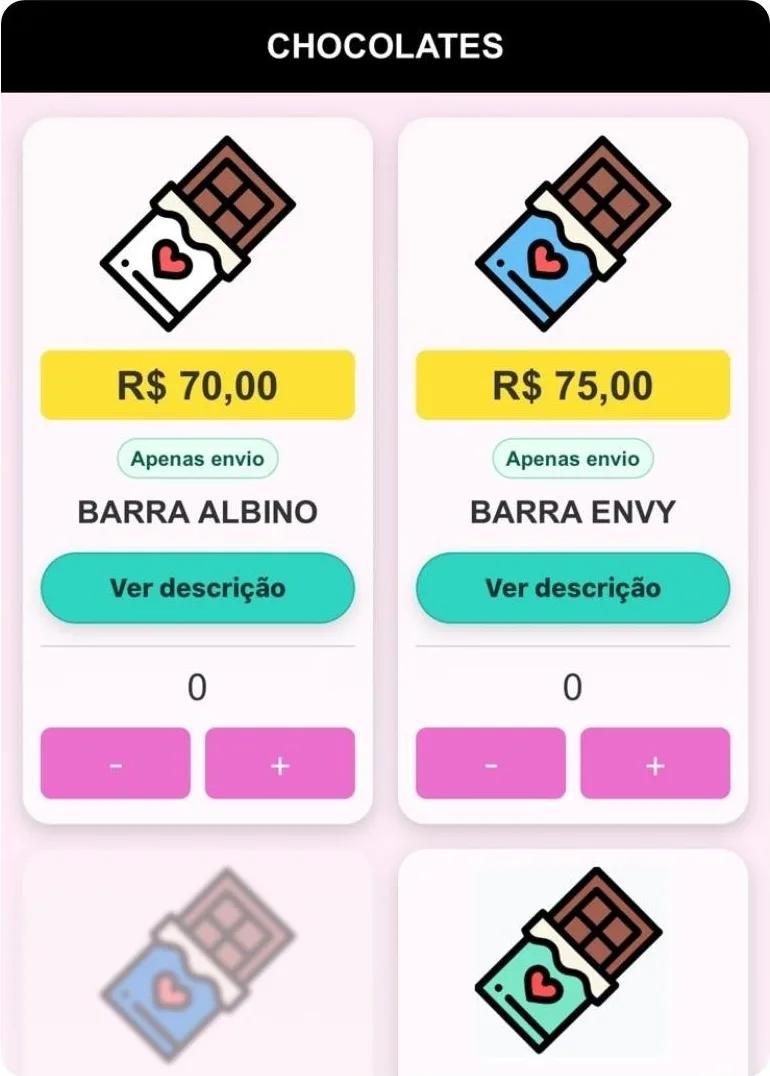 CHOCOLATES
R$ 70,00
Apenas envio
BARRA ALBINO
Ver descrição
0
-
+
R$ 75,00
Apenas envio
BARRA ENVY
Ver descrição
0
-
+